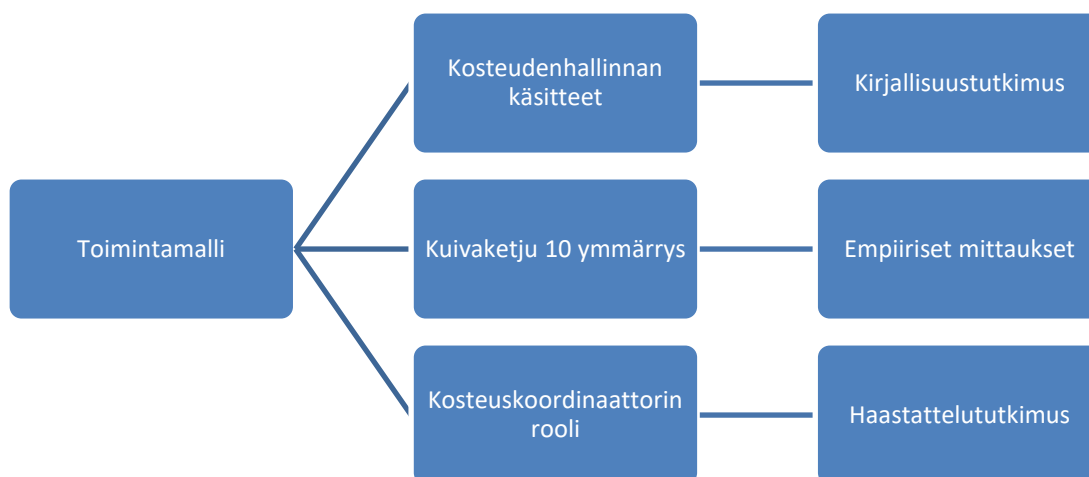 Kosteudenhallinnan
käsitteet
Kirjallisuustutkimus
Toimintamalli
Kuivaketju 10 ymmärrys
Empiiriset mittaukset
Kosteuskoordinaattorin
rooli
Haastattelututkimus